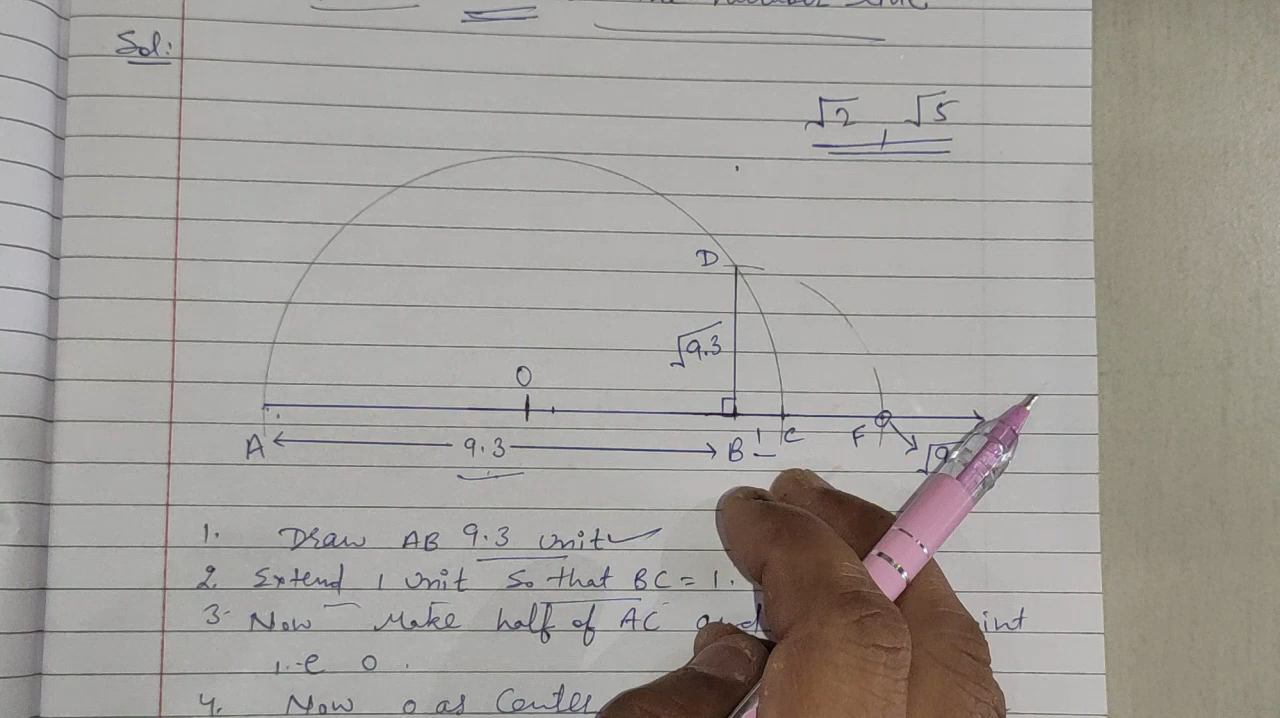 Sol:
√2 √5
D
√9.3
O
A 9.3 B 1 C F
1. Draw AB 9.3 unit
2. Extend 1 unit so that BC = 1.
3. Now Make half of AC and
i.e O.
4. Now O as Center